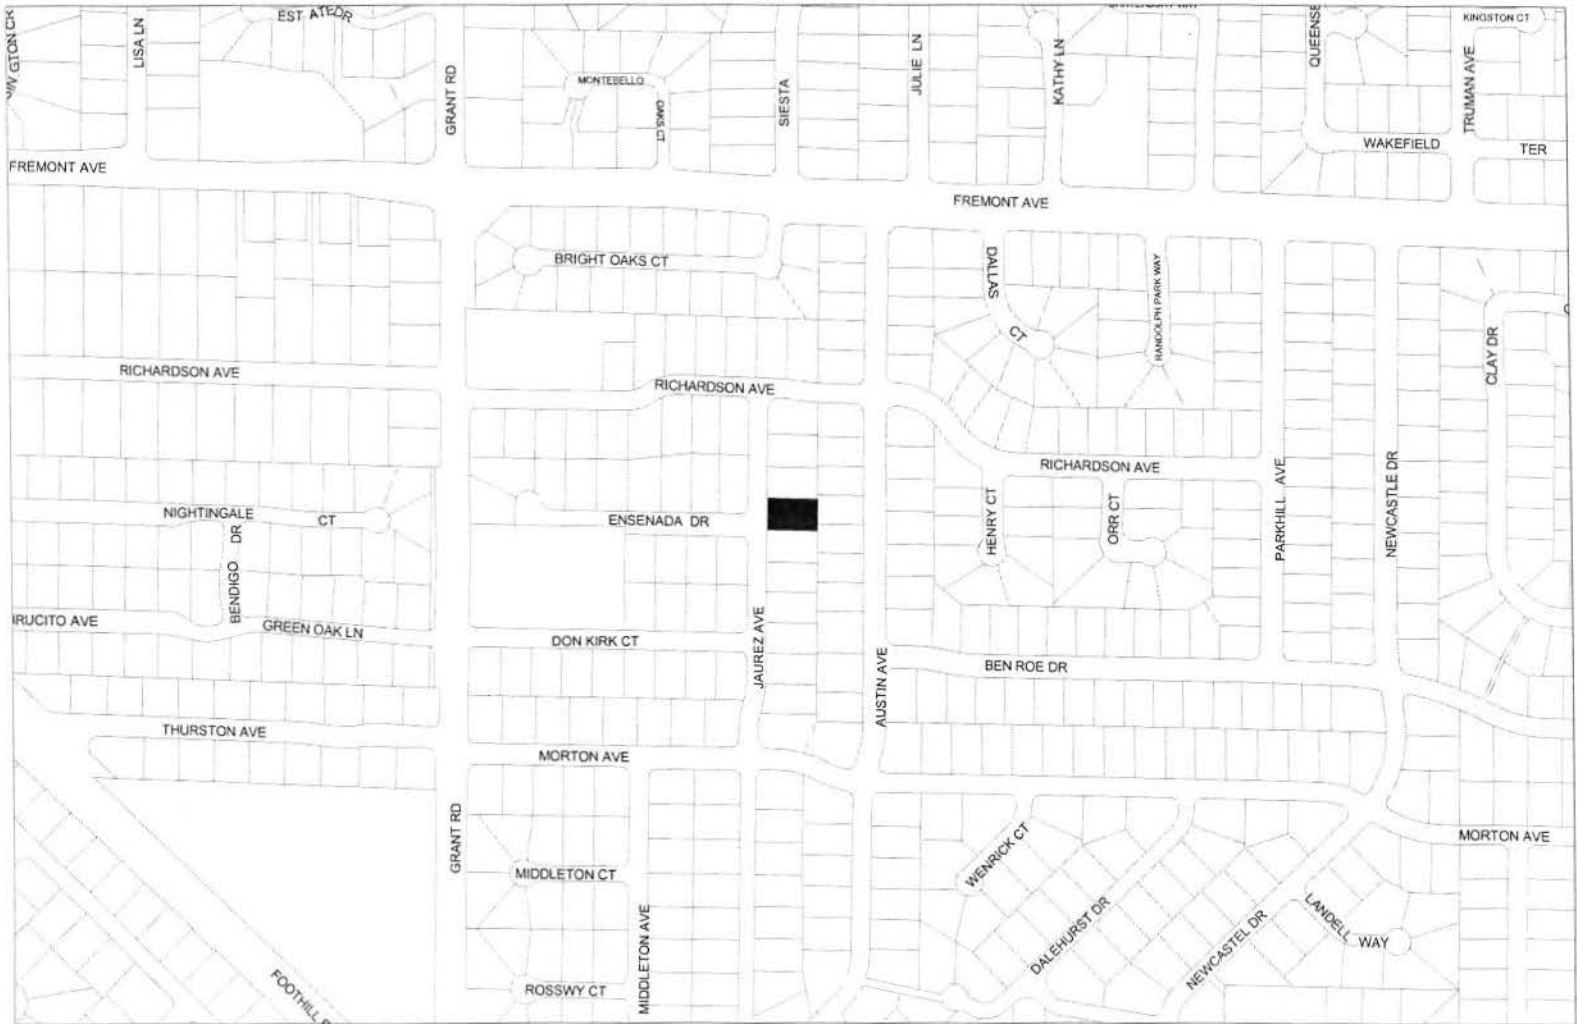 EST ATEDR
LISA LN
GRANT RD
MONTEBELLO
OAKS CT
SIESTA
JULIE LN
KATHY LN
KINGSTON CT
TRUMAN AVE
WAKEFIELD
TER
FREMONT AVE
FREMONT AVE
BRIGHT OAKS CT
DALLAS
CT
RANDOLPH PARK WAY
CLAY DR
RICHARDSON AVE
RICHARDSON AVE
RICHARDSON AVE
PARKHILL AVE
NEWCASTLE DR
NIGHTINGALE
CT
ENSENADA DR
HENRY CT
ORR CT
BENDIGO DR
GREEN OAK LN
DON KIRK CT
JAUREZ AVE
AUSTIN AVE
BEN ROE DR
THURSTON AVE
MORTON AVE
GRANT RD
MORTON AVE
WENRICK CT
MIDDLETON CT
MIDDLETON AVE
DALEHURST DR
NEWCASTEL DR
LANDELL
WAY
FOOTHILL
ROSSWY CT